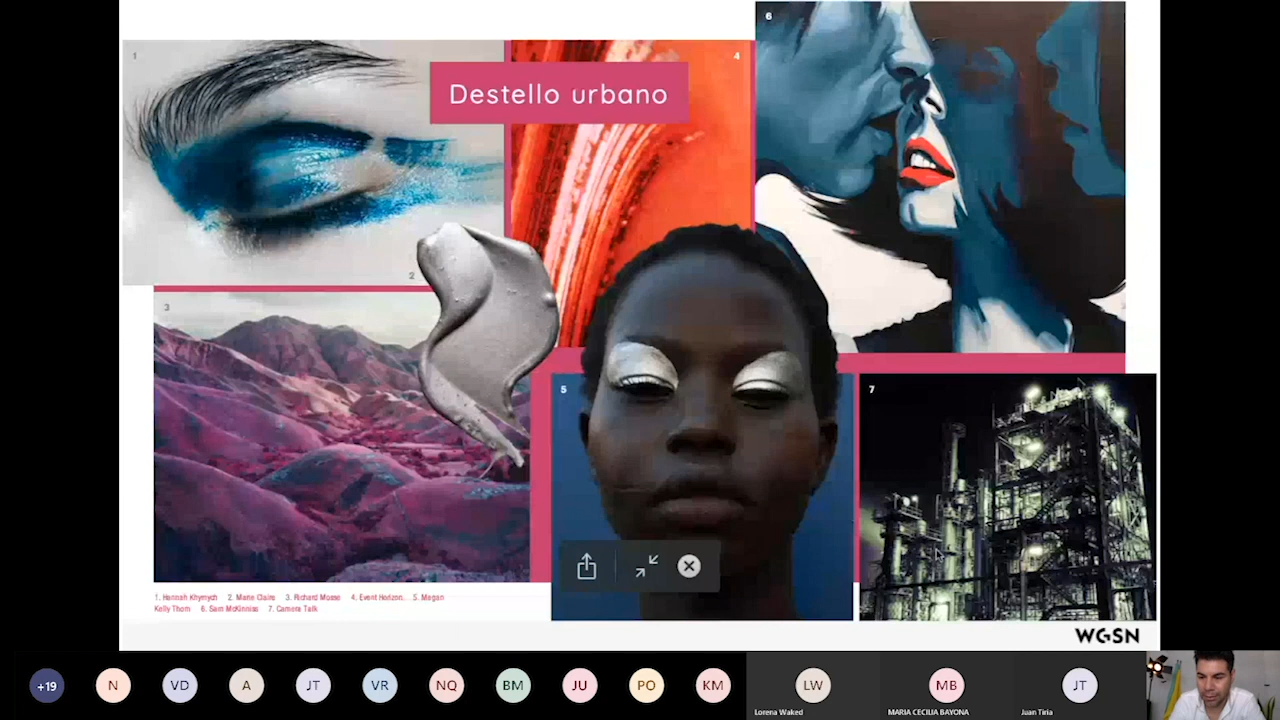 1
4
6
Destello urbano
2
3
5
7
1. Hannah Khymych 2. Marie Claire 3. Richard Mosse 4. Event Horizon. 5. Megan
Kelly Thom 6. Sam McKinniss 7. Camera Talk
WGSN
+19
N
VD
A
JT
VR
NQ
BM
JU
PO
KM
LW
MB
JT
Lorena Waked
MARIA CECILIA BAYONA
Juan Tiria